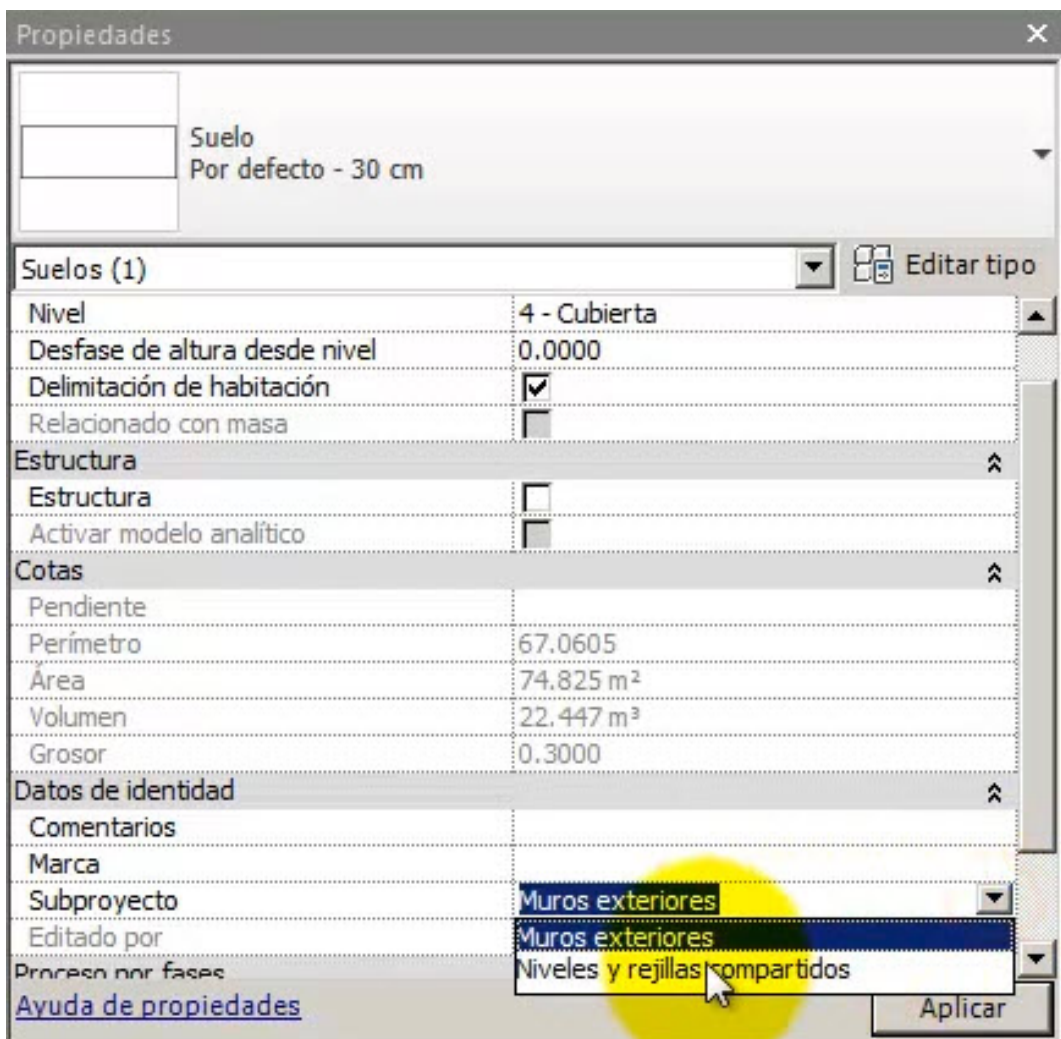 Propiedades
Suelo
Por defecto - 30 cm
Suelos (1)
Editar tipo
Nivel 4 - Cubierta
Desfase de altura desde nivel 0.0000
Delimitación de habitación
Relacionado con masa
Estructura
Estructura
Activar modelo analítico
Cotas
Pendiente
Perímetro 67.0605
Área 74.825 m²
Volumen 22.447 m³
Grosor 0.3000
Datos de identidad
Comentarios
Marca
Subproyecto Muros exteriores
Editado por Muros exteriores
Proceso por fases Niveles y rejillas compartidos
Ayuda de propiedades Aplicar